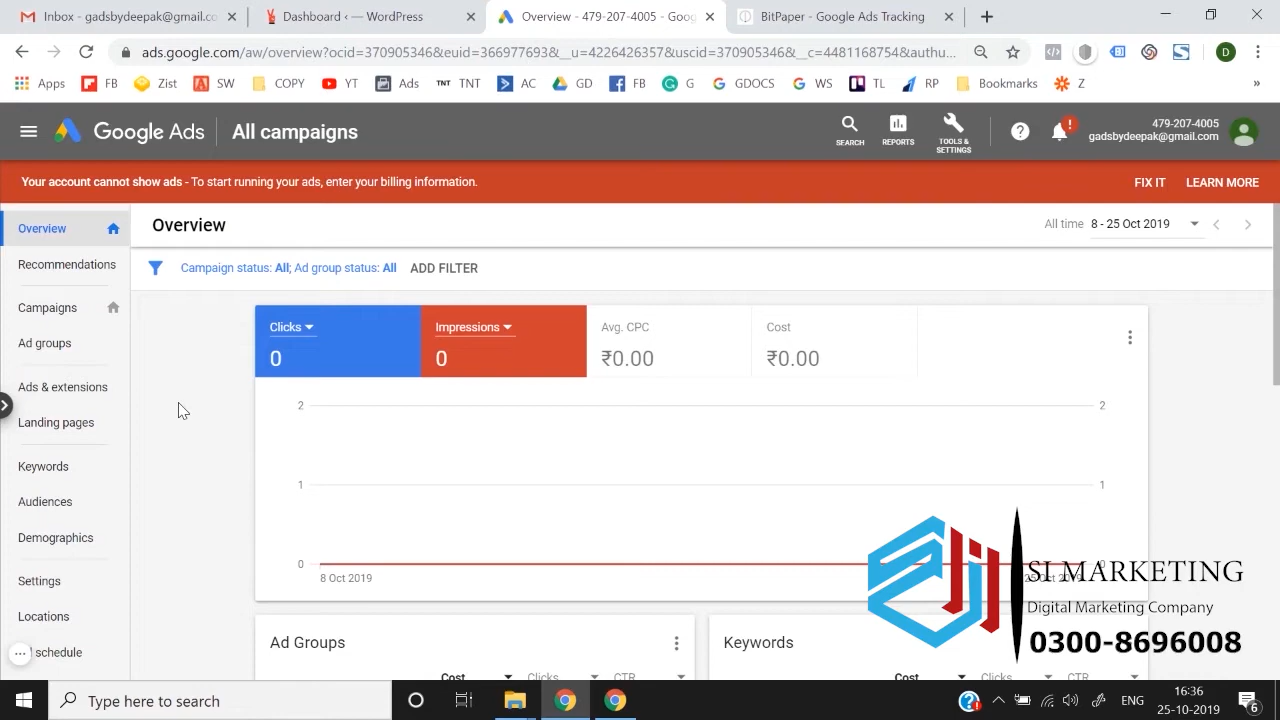 Inbox - gadsbydeepak@gmail.co
Dashboard ‹ — WordPress
Overview - 479-207-4005 - Goog
BitPaper - Google Ads Tracking
ads.google.com/aw/overview?ocid=370905346&euid=366977693&__u=4226426357&uscid=370905346&__c=4481168754&authu...
Apps FB Zist SW COPY YT Ads TNT TNT AC GD FB G GDOCS WS TL RP Bookmarks Z »
Google Ads
All campaigns
SEARCH
REPORTS
TOOLS &
SETTINGS
479-207-4005
gadsbydeepak@gmail.com
Your account cannot show ads - To start running your ads, enter your billing information.
FIX IT
LEARN MORE
Overview
Recommendations
Campaigns
Ad groups
Ads & extensions
Landing pages
Keywords
Audiences
Demographics
Settings
Locations
schedule
Overview
All time 8 - 25 Oct 2019
Campaign status: All; Ad group status: All ADD FILTER
Clicks
0
Impressions
0
Avg. CPC
₹0.00
Cost
₹0.00
2 2
1 1
0
8 Oct 2019
25 Oct 20
SI MARKETING
Digital Marketing Company
0300-8696008
Ad Groups
Cost Clicks CTR
Keywords
Cost Clicks CTR
Type here to search
ENG
16:36
25-10-2019
6